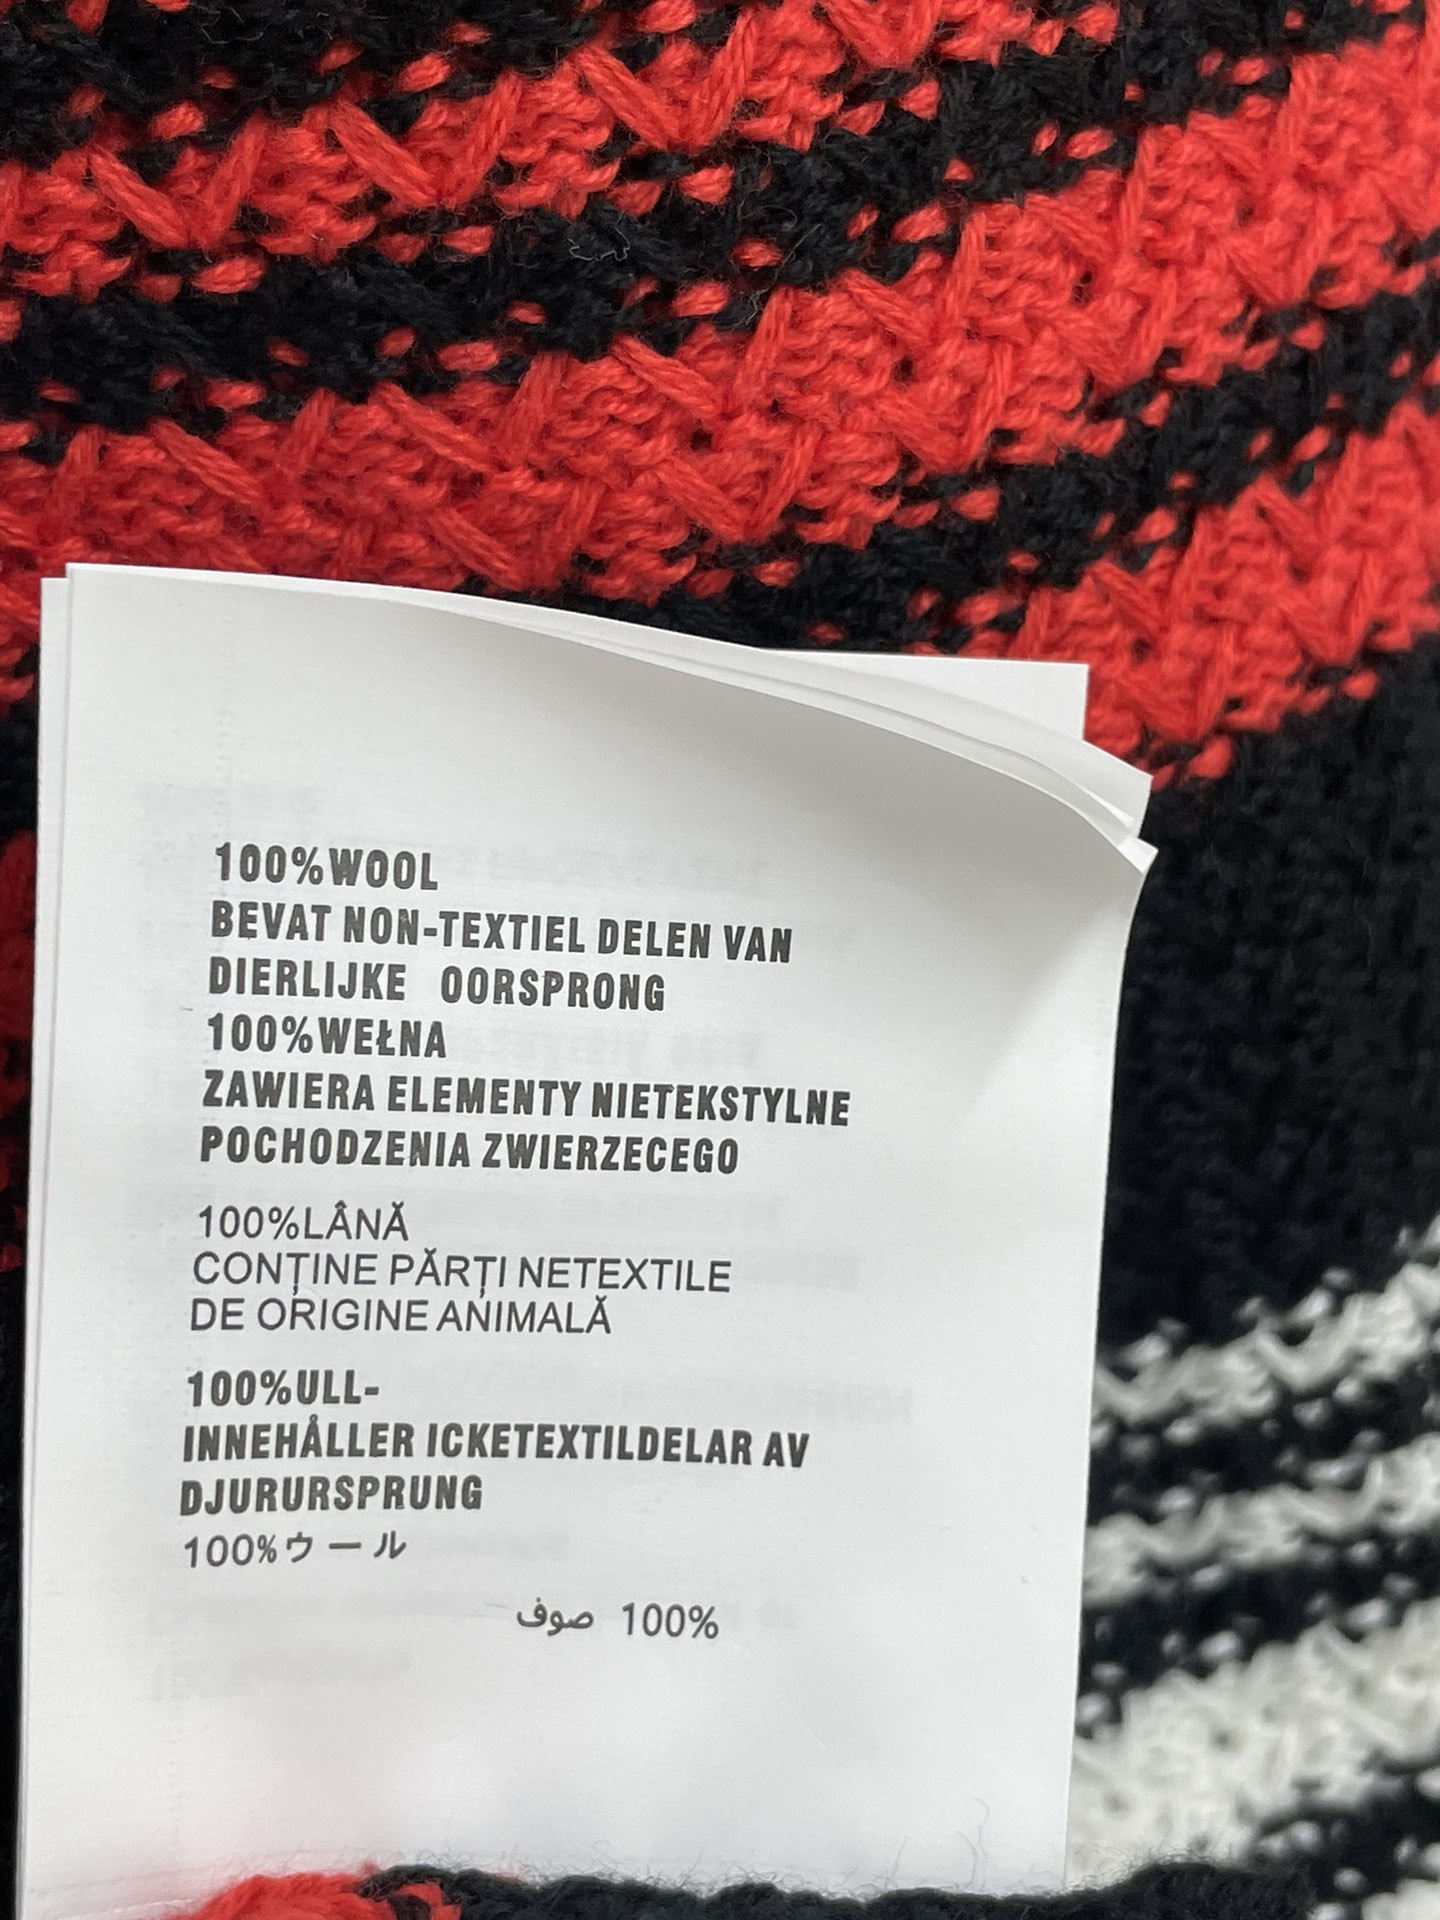 100%WOOL
BEVAT NON-TEXTIEL DELEN VAN
DIERLIJKE OORSPRONG
100%WEŁNA
ZAWIERA ELEMENTY NIETEKSTYLNE
POCHODZENIA ZWIERZECEGO
100%LÂNĂ
CONȚINE PĂRȚI NETEXTILE
DE ORIGINE ANIMALĂ
100%ULL-
INNEHÅLLER ICKETEXTILDELAR AV
DJURURSPRUNG
100%ウール
100% صوف